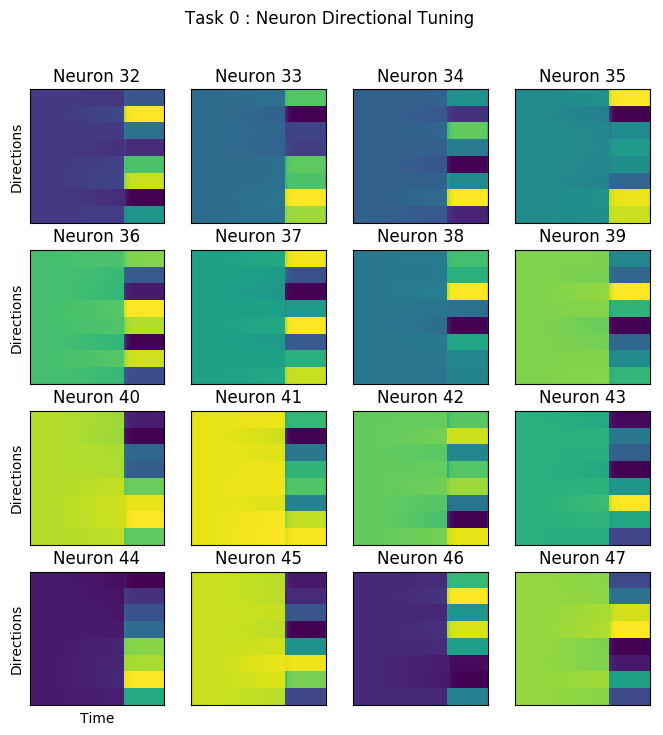 Task 0 : Neuron Directional Tuning
Neuron 32
Neuron 33
Neuron 34
Neuron 35
Directions
Neuron 36
Neuron 37
Neuron 38
Neuron 39
Directions
Neuron 40
Neuron 41
Neuron 42
Neuron 43
Directions
Neuron 44
Neuron 45
Neuron 46
Neuron 47
Directions
Time